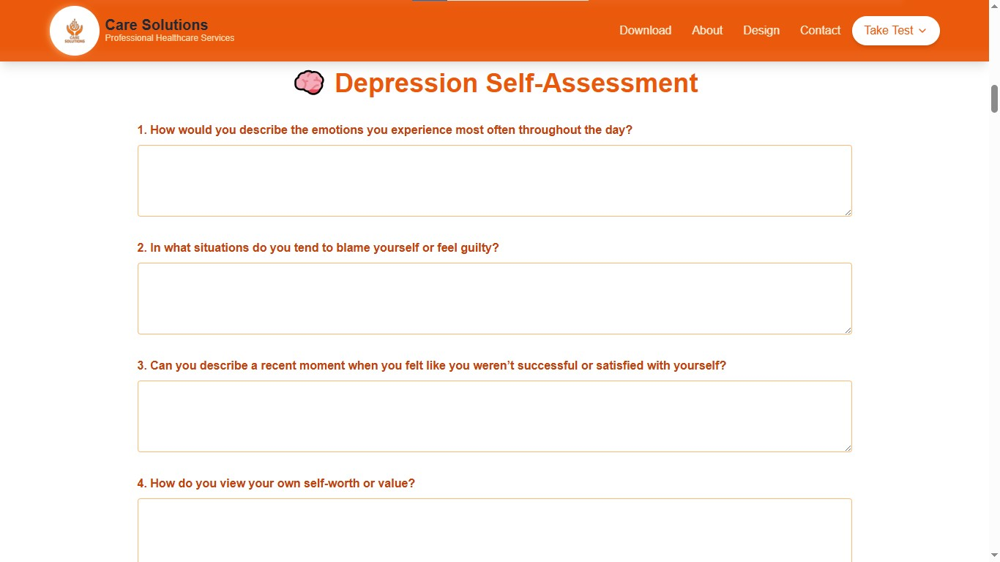 CARE
SOLUTIONS
Care Solutions
Professional Healthcare Services
Download
About
Design
Contact
Take Test
Depression Self-Assessment
1. How would you describe the emotions you experience most often throughout the day?
2. In what situations do you tend to blame yourself or feel guilty?
3. Can you describe a recent moment when you felt like you weren’t successful or satisfied with yourself?
4. How do you view your own self-worth or value?